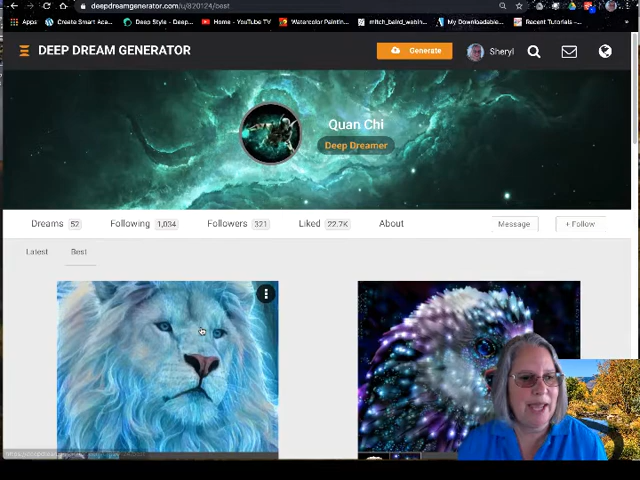 deepdreamgenerator.com/u/820124/best
Apps
WordPress Create Smart Aca...
Deep Style - Deep...
Home - YouTube TV
'Watercolor Paintin...
mitch_baird_webin...
My Downloadable...
Recent Tutorials -...
DEEP DREAM GENERATOR
Generate
Sheryl
Quan Chi
Deep Dreamer
Dreams 52
Following 1,034
Followers 321
Liked 22.7K
About
Message
+ Follow
Latest
Best